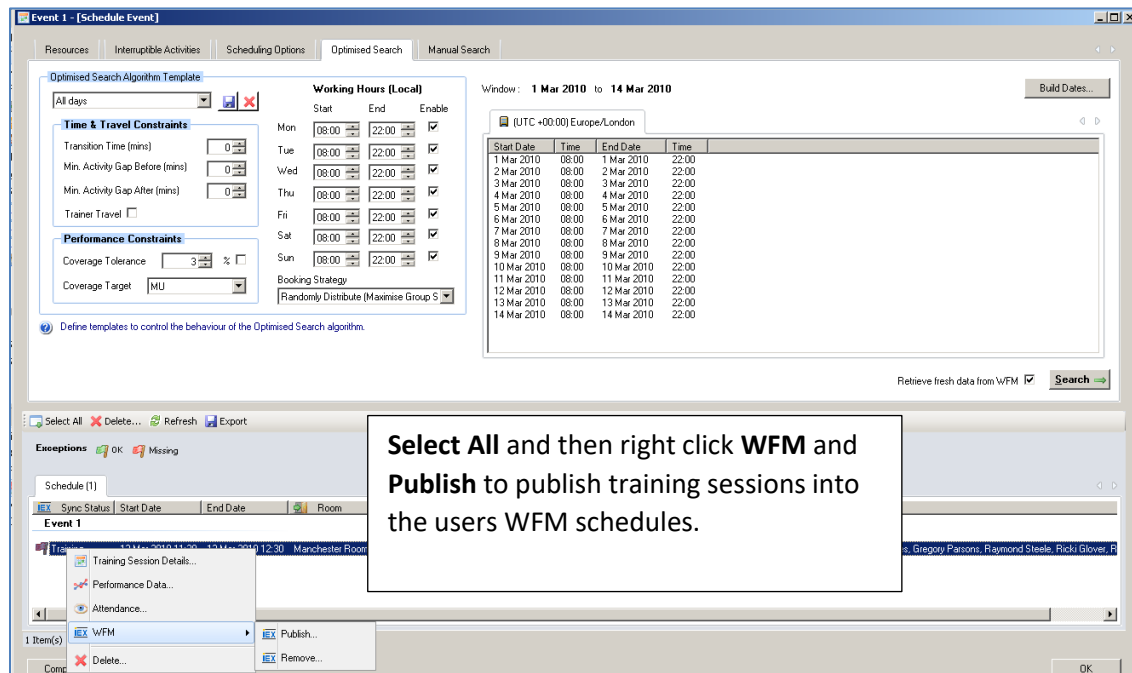 Event 1 - [Schedule Event]
Resources Interruptible Activities Scheduling Options Optimised Search Manual Search
Optimised Search Algorithm Template
All days
Time & Travel Constraints
Transition Time (mins) 0
Min. Activity Gap Before (mins) 0
Min. Activity Gap After (mins) 0
Trainer Travel
Performance Constraints
Coverage Tolerance 3 %
Coverage Target MU
Working Hours (Local)
Start End Enable
Mon 08:00 22:00
Tue 08:00 22:00
Wed 08:00 22:00
Thu 08:00 22:00
Fri 08:00 22:00
Sat 08:00 22:00
Sun 08:00 22:00
Booking Strategy
Randomly Distribute (Maximise Group S
Define templates to control the behaviour of the Optimised Search algorithm.
Window: 1 Mar 2010 to 14 Mar 2010 Build Dates...
(UTC +00:00) Europe/London
Start Date Time End Date Time
1 Mar 2010 08:00 1 Mar 2010 22:00
2 Mar 2010 08:00 2 Mar 2010 22:00
3 Mar 2010 08:00 3 Mar 2010 22:00
4 Mar 2010 08:00 4 Mar 2010 22:00
5 Mar 2010 08:00 5 Mar 2010 22:00
6 Mar 2010 08:00 6 Mar 2010 22:00
7 Mar 2010 08:00 7 Mar 2010 22:00
8 Mar 2010 08:00 8 Mar 2010 22:00
9 Mar 2010 08:00 9 Mar 2010 22:00
10 Mar 2010 08:00 10 Mar 2010 22:00
11 Mar 2010 08:00 11 Mar 2010 22:00
12 Mar 2010 08:00 12 Mar 2010 22:00
13 Mar 2010 08:00 13 Mar 2010 22:00
14 Mar 2010 08:00 14 Mar 2010 22:00
Retrieve fresh data from WFM Search
Select All Delete... Refresh Export
Exceptions OK Missing
Schedule (1)
IEX Sync Status Start Date End Date Room
Event 1
Training 12:30 Manchester Room Gregory Parsons, Raymond Steele, Ricki Glover, R
Training Session Details...
Performance Data...
Attendance...
IEX WFM
Delete...
IEX Publish...
IEX Remove...
Select All and then right click WFM and
Publish to publish training sessions into
the users WFM schedules.
1 Item(s)
Comp
OK